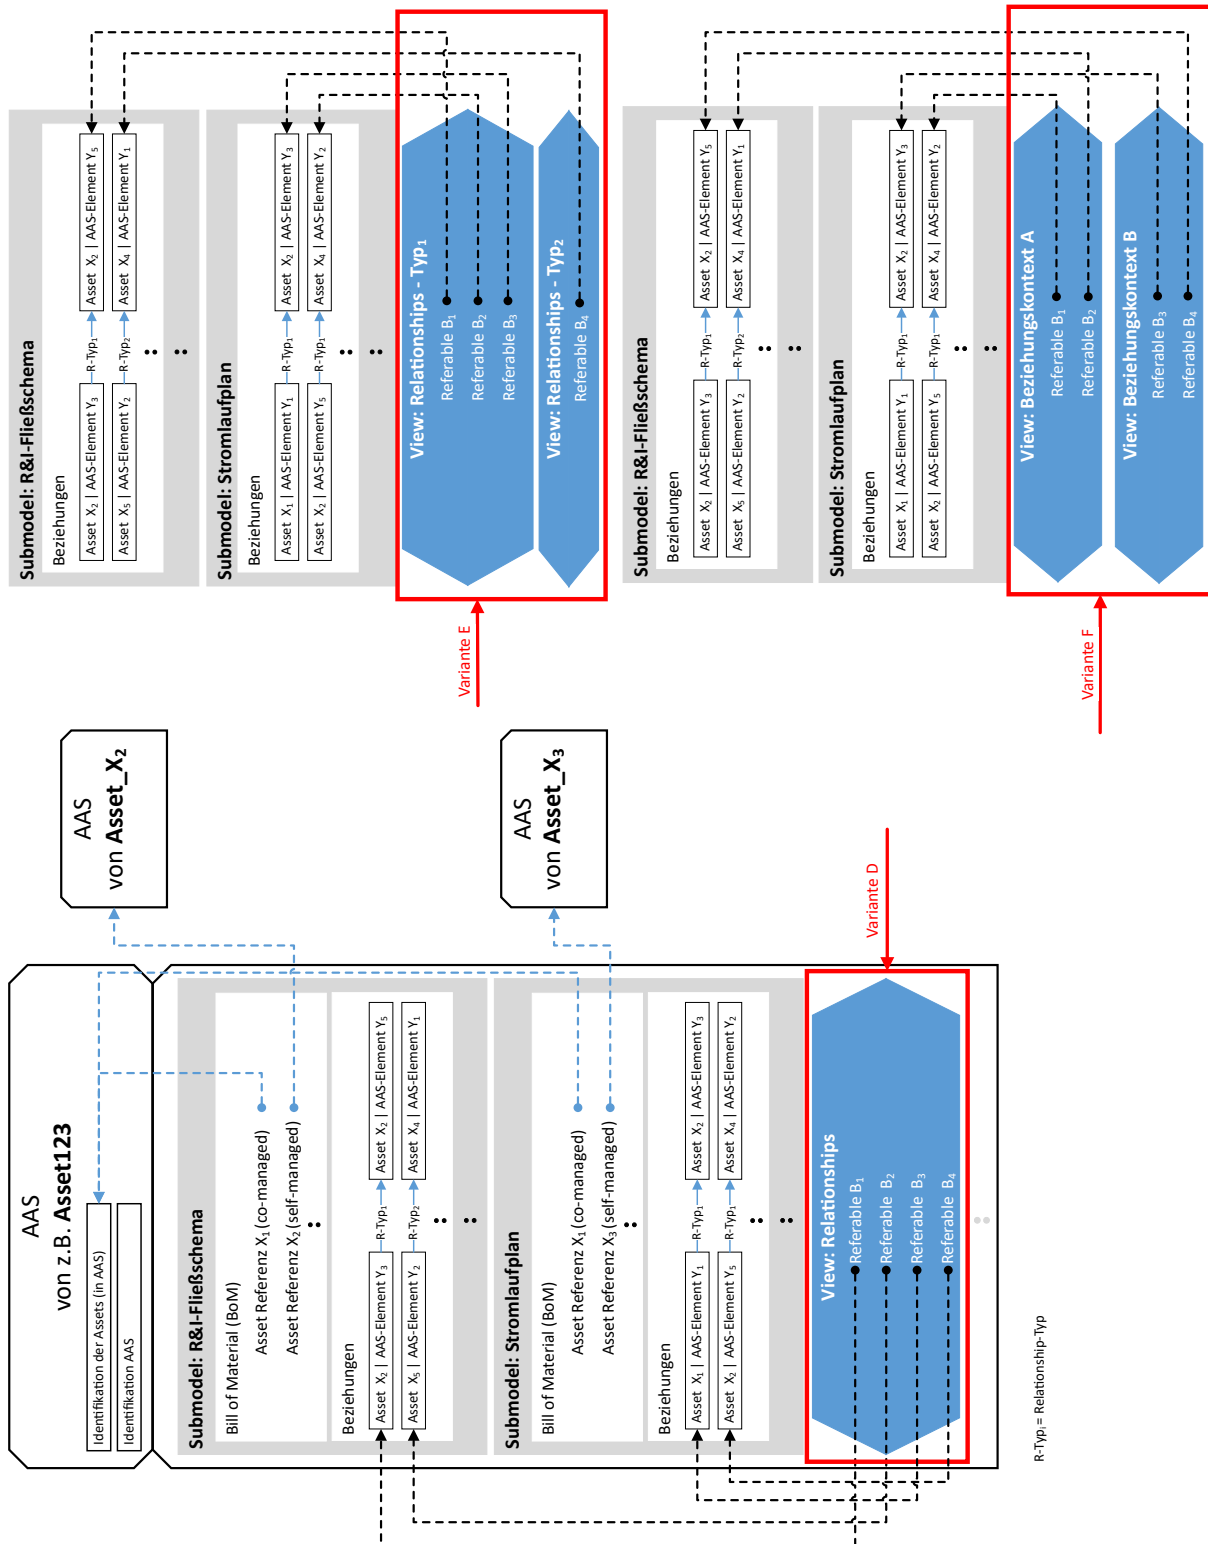 AAS
von z.B. Asset123
Identifikation der Assets (in AAS)
Identifikation AAS
Submodel: R&I-Fließschema
Bill of Material (BoM)
Asset Referenz X₁ (co-managed)
Asset Referenz X₂ (self-managed)
Beziehungen
Asset X₂ | AAS-Element Y₃
R-Typ₁
Asset X₂ | AAS-Element Y₅
Asset X₅ | AAS-Element Y₂
R-Typ₂
Asset X₄ | AAS-Element Y₁
Submodel: Stromlaufplan
Bill of Material (BoM)
Asset Referenz X₁ (co-managed)
Asset Referenz X₃ (self-managed)
Beziehungen
Asset X₁ | AAS-Element Y₁
R-Typ₁
Asset X₂ | AAS-Element Y₃
Asset X₂ | AAS-Element Y₅
R-Typ₁
Asset X₄ | AAS-Element Y₂
View: Relationships
Referable B₁
Referable B₂
Referable B₃
Referable B₄
R-Typᵢ = Relationship-Typ
AAS
von Asset_X₂
AAS
von Asset_X₃
Variante D
Submodel: R&I-Fließschema
Beziehungen
Asset X₂ | AAS-Element Y₃
R-Typ₁
Asset X₂ | AAS-Element Y₅
Asset X₅ | AAS-Element Y₂
R-Typ₂
Asset X₄ | AAS-Element Y₁
Submodel: Stromlaufplan
Beziehungen
Asset X₁ | AAS-Element Y₁
R-Typ₁
Asset X₂ | AAS-Element Y₃
Asset X₂ | AAS-Element Y₅
R-Typ₁
Asset X₄ | AAS-Element Y₂
View: Relationships - Typ₁
Referable B₁
Referable B₂
Referable B₃
View: Relationships - Typ₂
Referable B₄
Variante E
Submodel: R&I-Fließschema
Beziehungen
Asset X₂ | AAS-Element Y₃
R-Typ₁
Asset X₂ | AAS-Element Y₅
Asset X₅ | AAS-Element Y₂
R-Typ₂
Asset X₄ | AAS-Element Y₁
Submodel: Stromlaufplan
Beziehungen
Asset X₁ | AAS-Element Y₁
R-Typ₁
Asset X₂ | AAS-Element Y₃
Asset X₂ | AAS-Element Y₅
R-Typ₁
Asset X₄ | AAS-Element Y₂
View: Beziehungskontext A
Referable B₁
Referable B₂
View: Beziehungskontext B
Referable B₃
Referable B₄
Variante F